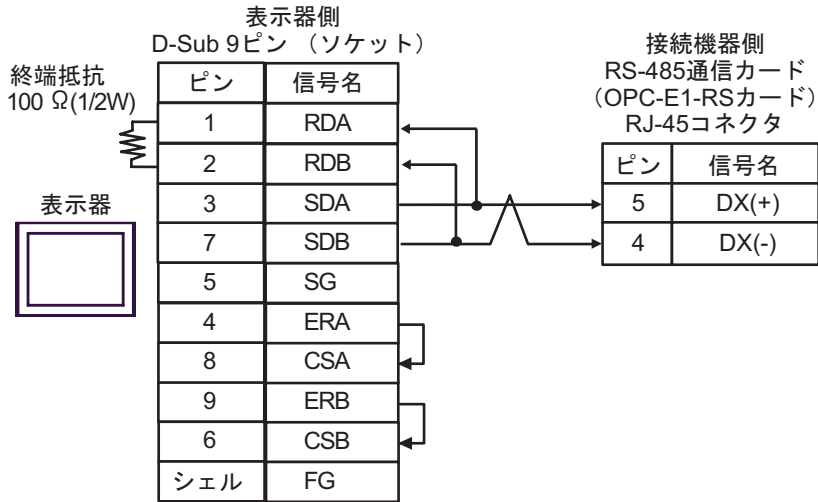 表示器側
D-Sub 9ピン （ソケット）
終端抵抗
100 Ω(1/2W)
ピン 信号名
1 RDA
2 RDB
3 SDA
7 SDB
5 SG
4 ERA
8 CSA
9 ERB
6 CSB
シェル FG
表示器
接続機器側
RS-485通信カード
（OPC-E1-RSカード）
RJ-45コネクタ
ピン 信号名
5 DX(+)
4 DX(-)